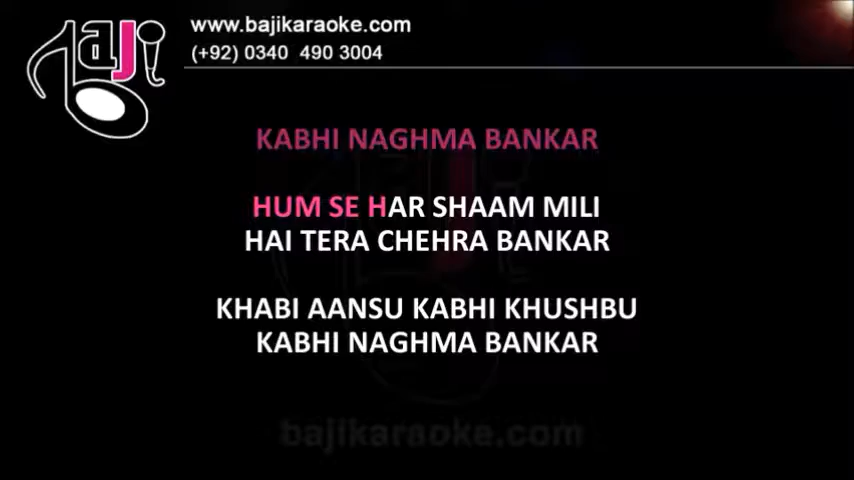 Baji
www.bajikaraoke.com
(+92) 0340 490 3004
KABHI NAGHMA BANKAR
HUM SE HAR SHAAM MILI
HAI TERA CHEHRA BANKAR
KHABI AANSU KABHI KHUSHBU
KABHI NAGHMA BANKAR
bajikaraoke.com